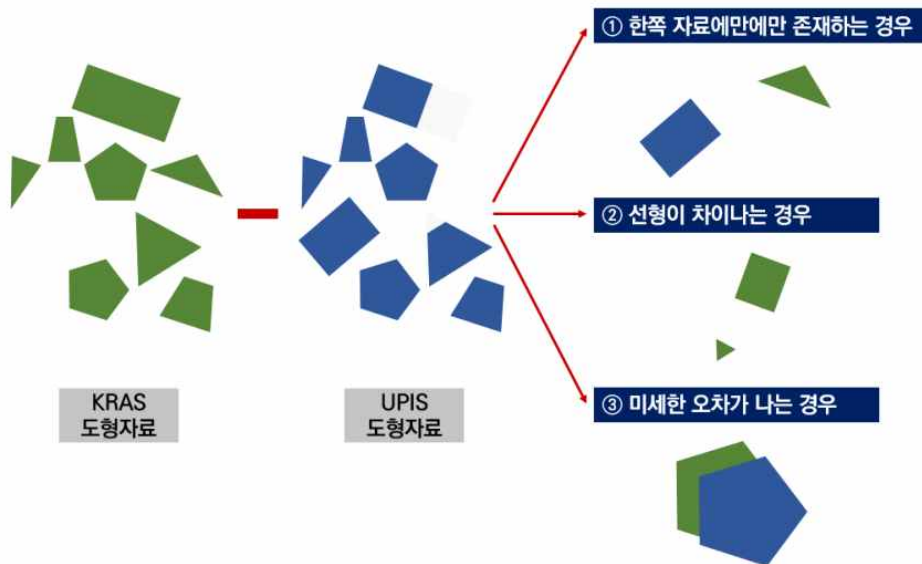 ① 한쪽 자료에만에만 존재하는 경우
② 선형이 차이나는 경우
③ 미세한 오차가 나는 경우
KRAS
도형자료
UPIS
도형자료